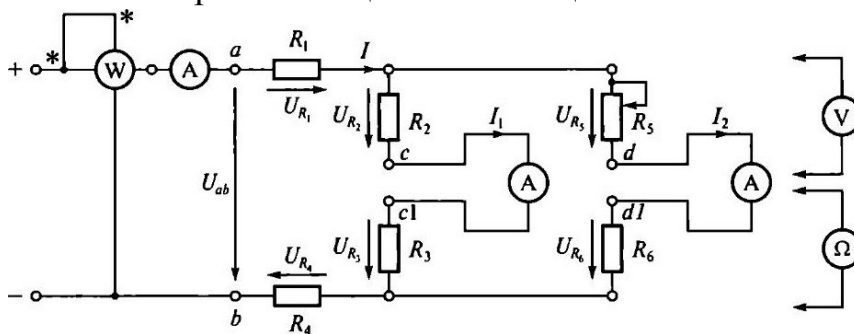 * *
+ W A a R₁ I
U_R₁ U_R₂ R₂ U_R₅ R₅ V
c I₁ d I₂
U_ab A A
c1 d1
U_R₃ R₃ U_R₆ R₆ Ω
U_R₄
− b R₄